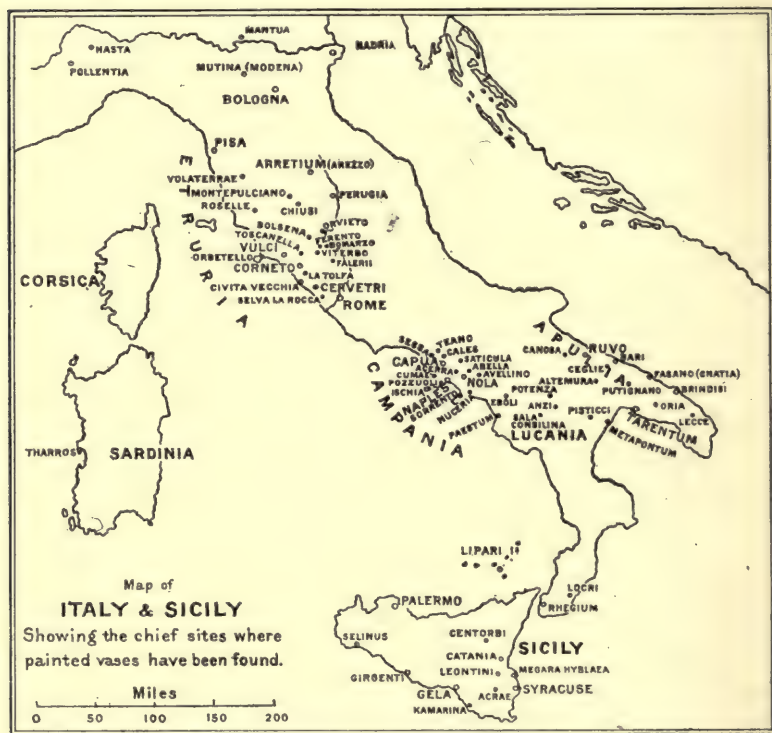 MANTUA
HADRIA
HASTA
POLLENTIA
MUTINA (MODENA)
BOLOGNA
PISA
ARRETIUM (AREZZO)
VOLATERRAE
MONTEPULCIANO
PERUGIA
ROSELLE
CHIUSI
ETRURIA
BOLSENA
ORVIETO
TOSCANELLA
FERENTO
BOMARZO
VULCI
VITERBO
ORBETELLO
FALERII
CORNETO
LA TOLFA
CIVITA VECCHIA
CERVETRI
SELVA LA ROCCA
ROME
CORSICA
SARDINIA
THARROS
SESSA
TEANO
CALES
CAPUA
SATICULA
ACERRA
ABELLA
CUMAE
AVELLINO
POZZUOLI
NOLA
ISCHIA
NAPLES
SORRENTO
NUCERIA
CAMPANIA
PAESTUM
EBOLI
POTENZA
ANZI
SALA
CONSILINA
LUCANIA
PISTICCI
METAPONTUM
TARENTUM
APULIA
CANOSA
RUVO
BARI
CEGLIE
ALTEMURA
PUTIGNANO
FASANO (GNATIA)
BRINDISI
ORIA
LECCE
LIPARI Iˢ
LOCRI
RHEGIUM
PALERMO
SELINUS
CENTORBI
SICILY
CATANIA
LEONTINI
MEGARA HYBLAEA
GIRGENTI
GELA
ACRAE
SYRACUSE
KAMARINA
Map of
ITALY & SICILY
Showing the chief sites where
painted vases have been found.
Miles
0 50 100 150 200